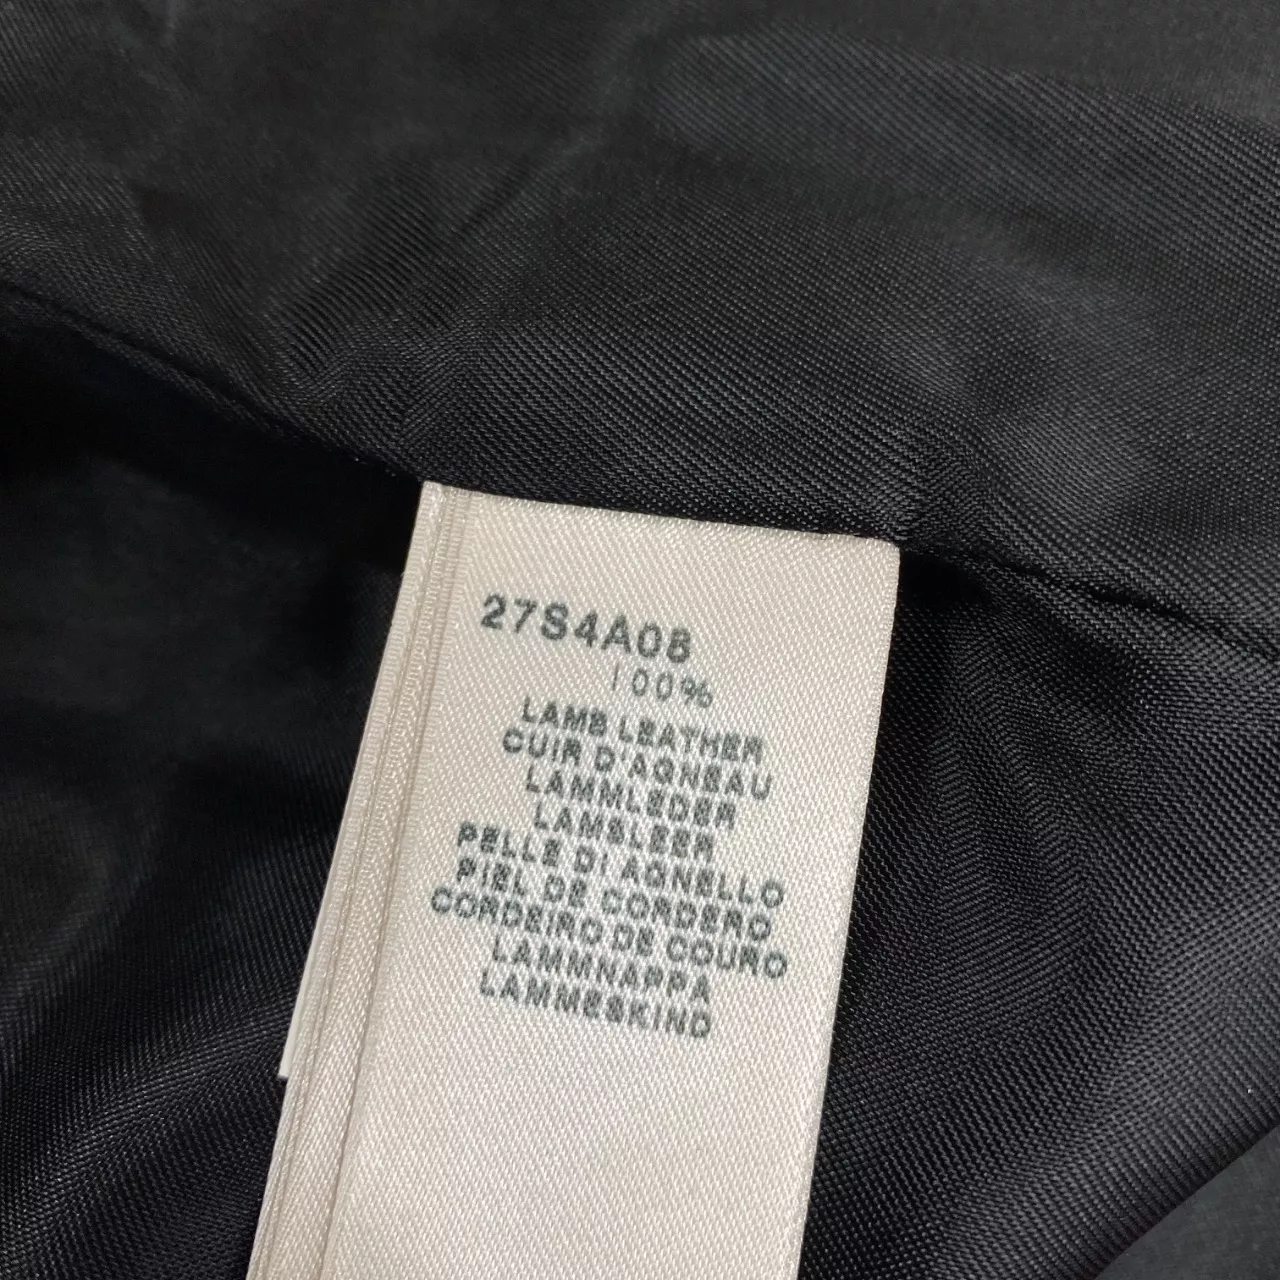 27S4A08
100%
LAMB LEATHER
CUIR D'AGNEAU
LAMMLEDER
LAMSLEER
PELLE DI AGNELLO
PIEL DE CORDERO
CORDEIRO DE COURO
LAMMNAPPA
LAMMESKIND